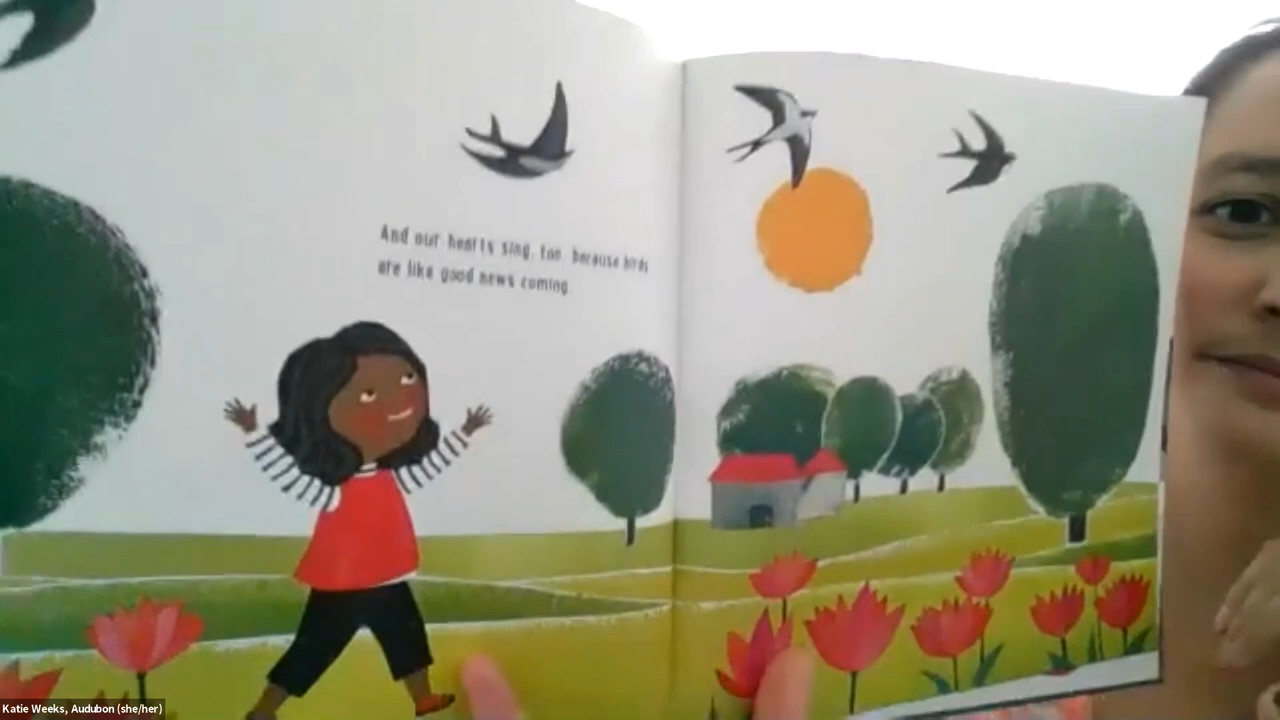 And our hearts sing, too, because birds
are like good news coming.
Katie Weeks, Audubon (she/her)